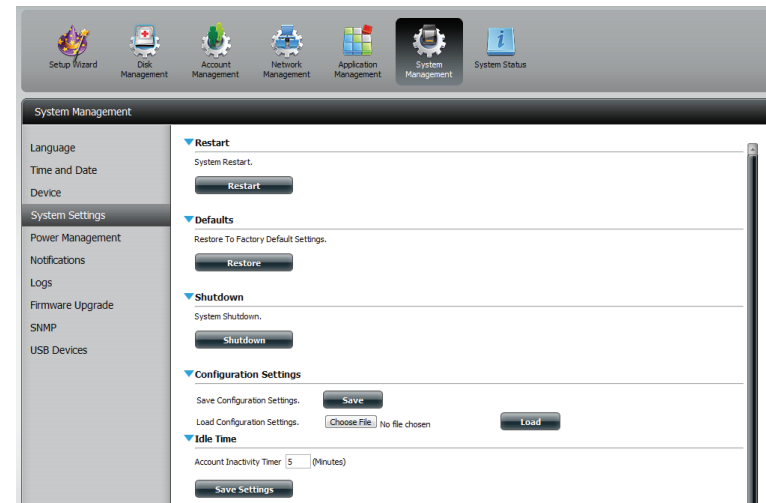 Setup Wizard
Disk Management
Account Management
Network Management
Application Management
System Management
System Status
System Management
Language
Time and Date
Device
System Settings
Power Management
Notifications
Logs
Firmware Upgrade
SNMP
USB Devices
Restart
System Restart.
Restart
Defaults
Restore To Factory Default Settings.
Restore
Shutdown
System Shutdown.
Shutdown
Configuration Settings
Save Configuration Settings. Save
Load Configuration Settings. Choose File No file chosen Load
Idle Time
Account Inactivity Timer 5 (Minutes)
Save Settings